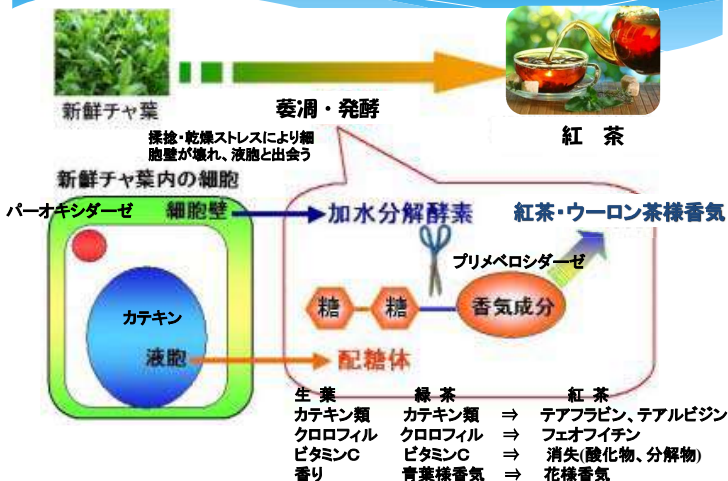 新鮮チャ葉
萎凋・発酵
紅 茶
揉捻・乾燥ストレスにより細
胞壁が壊れ、液胞と出会う
新鮮チャ葉内の細胞
パーオキシダーゼ
細胞壁
加水分解酵素
紅茶・ウーロン茶様香気
プリメベロシダーゼ
糖
糖
香気成分
カテキン
液胞
配糖体
生 葉 緑 茶 紅 茶
カテキン類 カテキン類 ⇒ テアフラビン、テアルビジン
クロロフィル クロロフィル ⇒ フェオフイチン
ビタミンC ビタミンC ⇒ 消失(酸化物、分解物)
香り 青葉様香気 ⇒ 花様香気